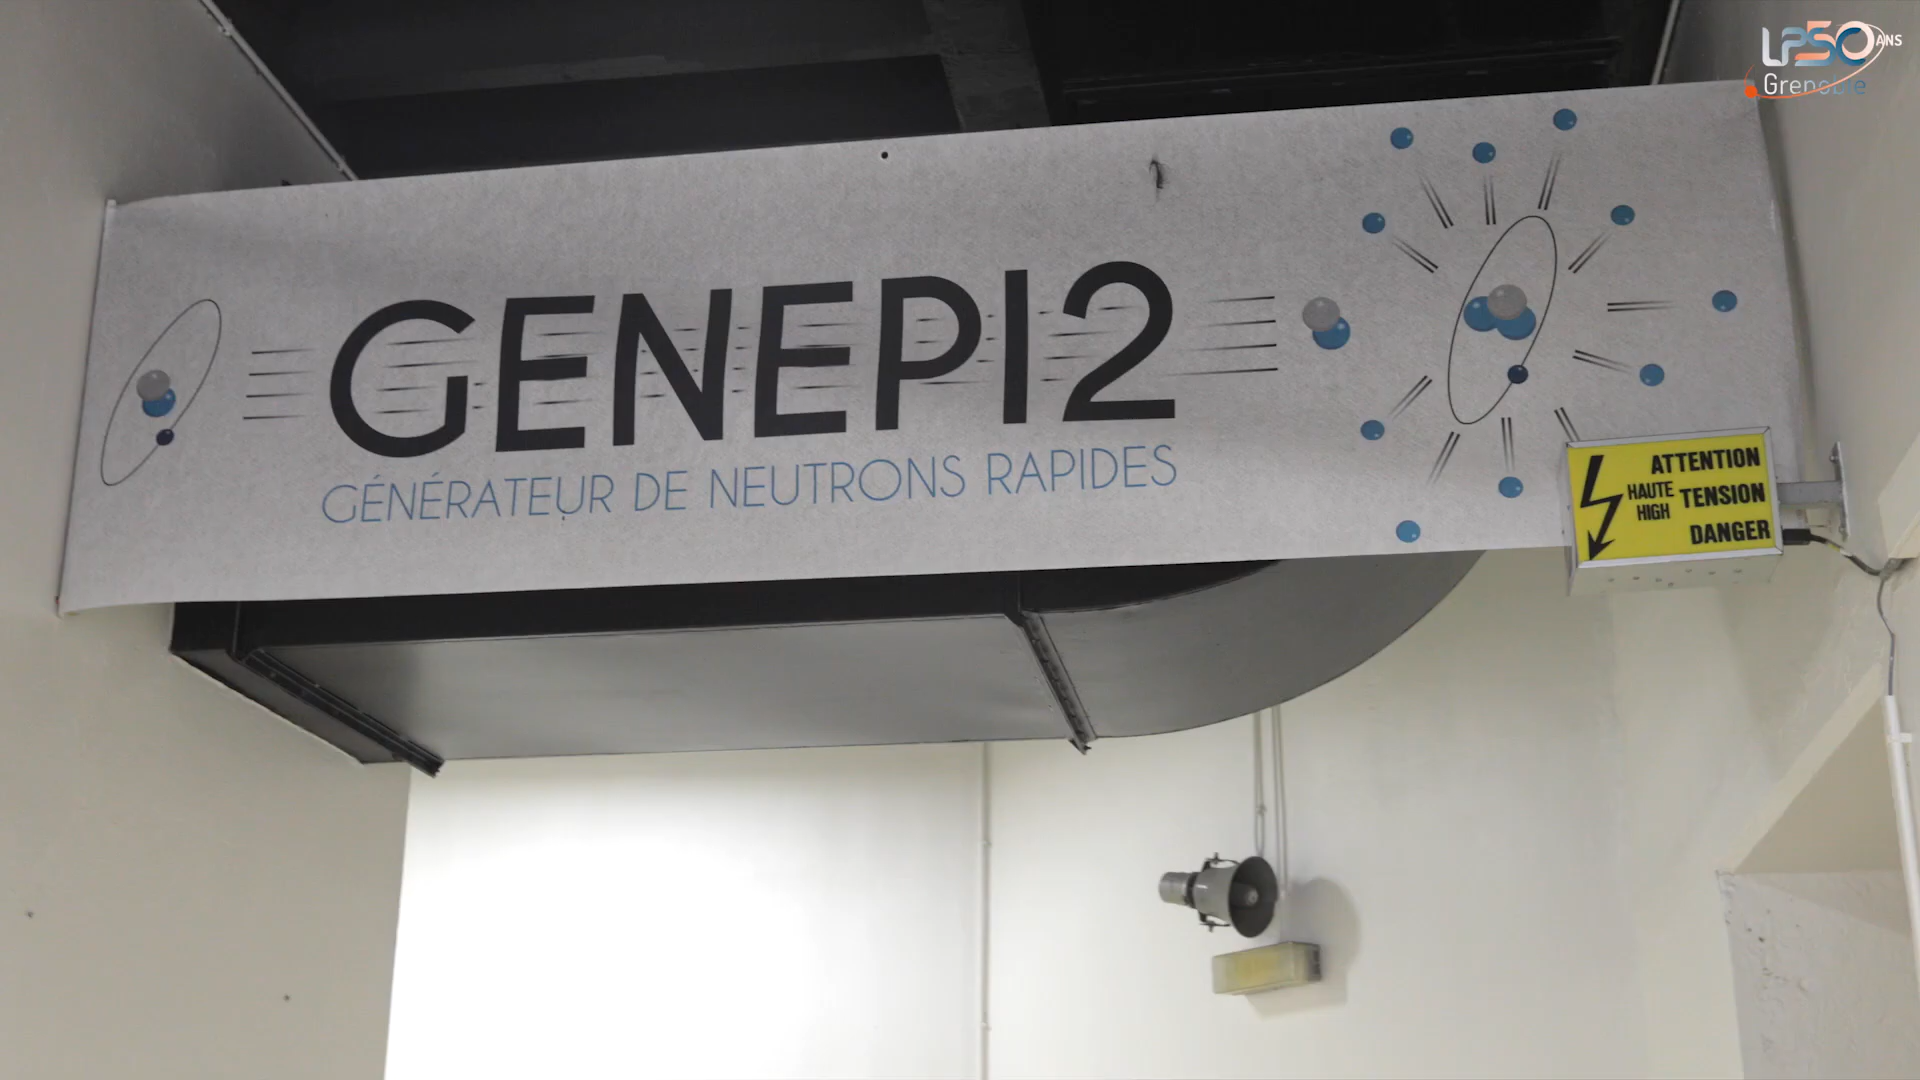 LPSC 50 ANS
Grenoble
GENEPI2
GÉNÉRATEUR DE NEUTRONS RAPIDES
ATTENTION
HAUTE TENSION
HIGH
DANGER